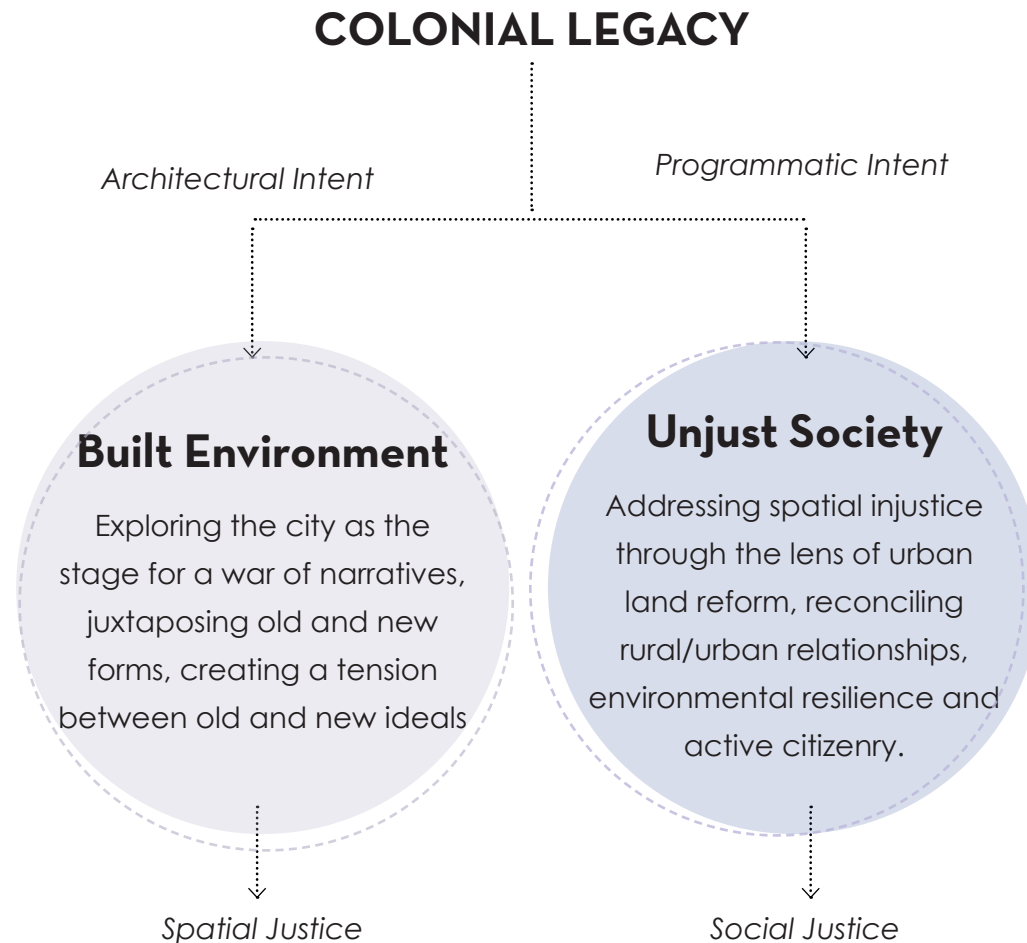 COLONIAL LEGACY
Architectural Intent
Programmatic Intent
Built Environment
Exploring the city as the
stage for a war of narratives,
juxtaposing old and new
forms, creating a tension
between old and new ideals
Unjust Society
Addressing spatial injustice
through the lens of urban
land reform, reconciling
rural/urban relationships,
environmental resilience and
active citizenry.
Spatial Justice
Social Justice